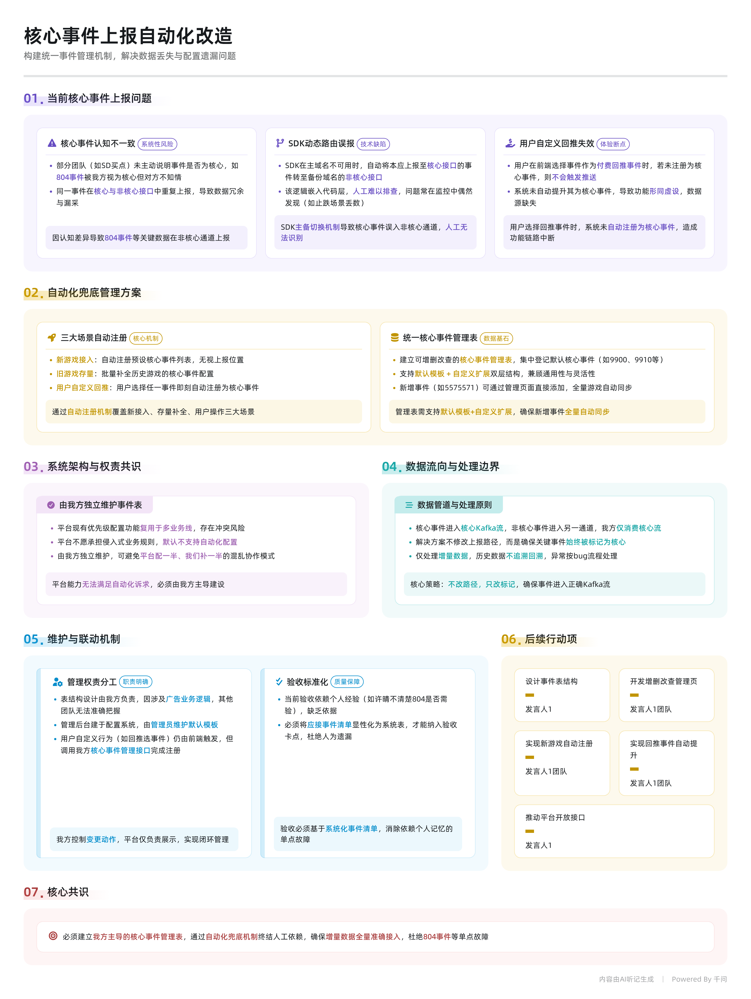 核心事件上报自动化改造
构建统一事件管理机制，解决数据丢失与配置遗漏问题
01. 当前核心事件上报问题
核心事件认知不一致 系统性风险
部分团队（如SD买点）未主动说明事件是否为核心，如
804事件被我方视为核心但对方不知情
同一事件在核心与非核心接口中重复上报，导致数据冗余
与漏采
因认知差异导致804事件等关键数据在非核心通道上报
SDK动态路由误报 技术缺陷
SDK在主域名不可用时，自动将本应上报至核心接口的事
件转至备份域名的非核心接口
该逻辑嵌入代码层，人工难以排查，问题常在监控中偶然
发现（如止跌场景丢数）
SDK主备切换机制导致核心事件误入非核心通道，人工无
法识别
用户自定义回推失效 体验断点
用户在前端选择事件作为付费回推事件时，若未注册为核
心事件，则不会触发推送
系统未自动提升其为核心事件，导致功能形同虚设，数据
源缺失
用户选择回推事件时，系统未自动注册为核心事件，造成
功能链路中断
02. 自动化兜底管理方案
三大场景自动注册 核心机制
新游戏接入：自动注册预设核心事件列表，无视上报位置
旧游戏存量：批量补全历史游戏的核心事件配置
用户自定义回推：用户选择任一事件即刻自动注册为核心事件
通过自动注册机制覆盖新接入、存量补全、用户操作三大场景
统一核心事件管理表 数据基石
建立可增删改查的核心事件管理表，集中登记默认核心事件（如9900、9910等）
支持默认模板 + 自定义扩展双层结构，兼顾通用性与灵活性
新增事件（如5575571）可通过管理页面直接添加，全量游戏自动同步
管理表需支持默认模板+自定义扩展，确保新增事件全量自动同步
03. 系统架构与权责共识
由我方独立维护事件表
平台现有优先级配置功能复用于多业务线，存在冲突风险
平台不愿承担侵入式业务规则，默认不支持自动化配置
由我方独立维护，可避免平台配一半、我们补一半的混乱协作模式
平台能力无法满足自动化诉求，必须由我方主导建设
04. 数据流向与处理边界
数据管道与处理原则
核心事件进入核心Kafka流，非核心事件进入另一通道，我方仅消费核心流
解决方案不修改上报路径，而是确保关键事件始终被标记为核心
仅处理增量数据，历史数据不追溯回溯，异常按bug流程处理
核心策略：不改路径，只改标记，确保事件进入正确Kafka流
05. 维护与联动机制
管理权责分工 职责明确
表结构设计由我方负责，因涉及广告业务逻辑，其他
团队无法准确把握
管理后台建于配置系统，由管理员维护默认模板
用户自定义行为（如回推选事件）仍由前端触发，但
调用我方核心事件管理接口完成注册
我方控制变更动作，平台仅负责展示，实现闭环管理
验收标准化 质量保障
当前验收依赖个人经验（如许晴不清楚804是否需
验），缺乏依据
必须将应接事件清单显性化为系统表，才能纳入验收
卡点，杜绝人为遗漏
验收必须基于系统化事件清单，消除依赖个人记忆的
单点故障
06. 后续行动项
设计事件表结构
发言人1
开发增删改查管理页
发言人1团队
实现新游戏自动注册
发言人1团队
实现回推事件自动提
升
发言人1团队
推动平台开放接口
发言人1
07. 核心共识
必须建立我方主导的核心事件管理表，通过自动化兜底机制终结人工依赖，确保增量数据全量准确接入，杜绝804事件等单点故障
内容由AI听记生成 | Powered By 千问